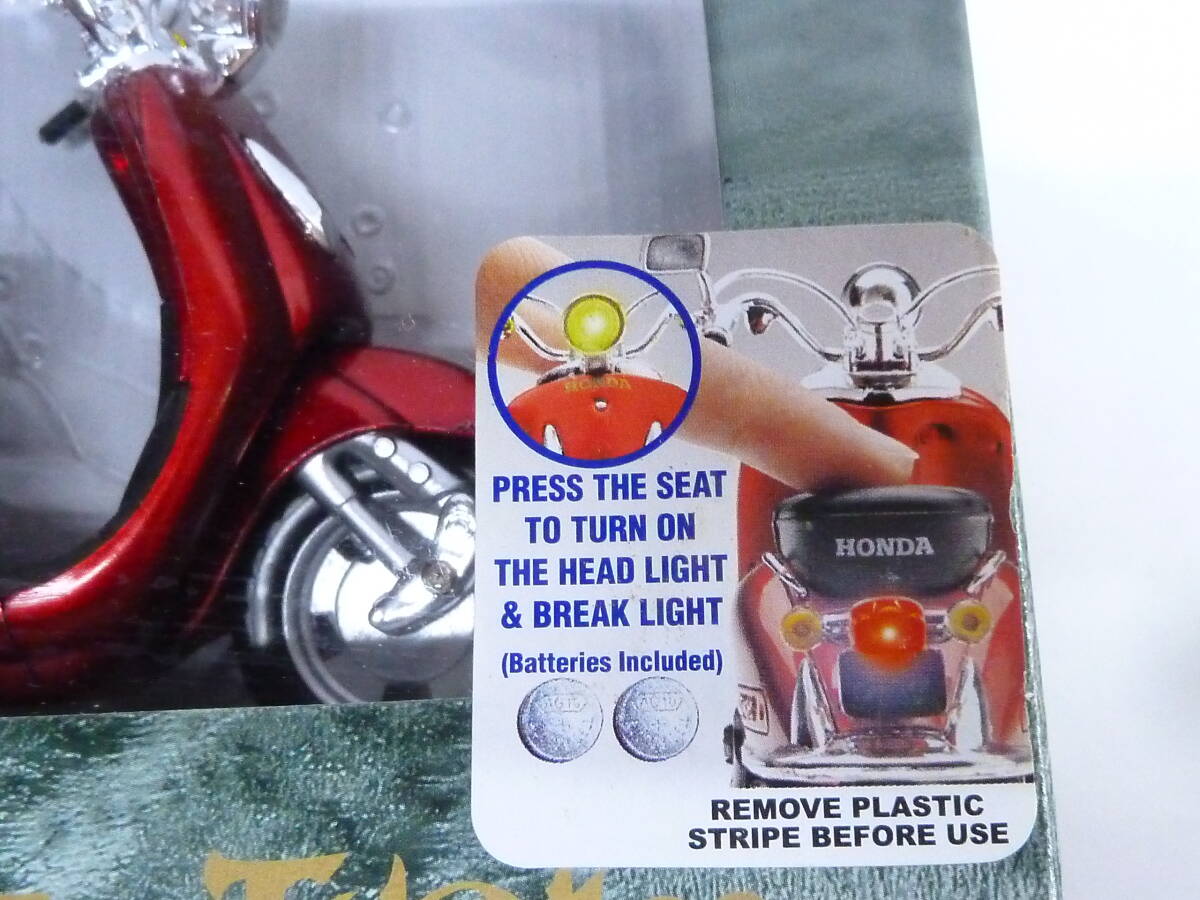 HONDA
PRESS THE SEAT
TO TURN ON
THE HEAD LIGHT
& BREAK LIGHT
(Batteries Included)
HONDA
REMOVE PLASTIC
STRIPE BEFORE USE